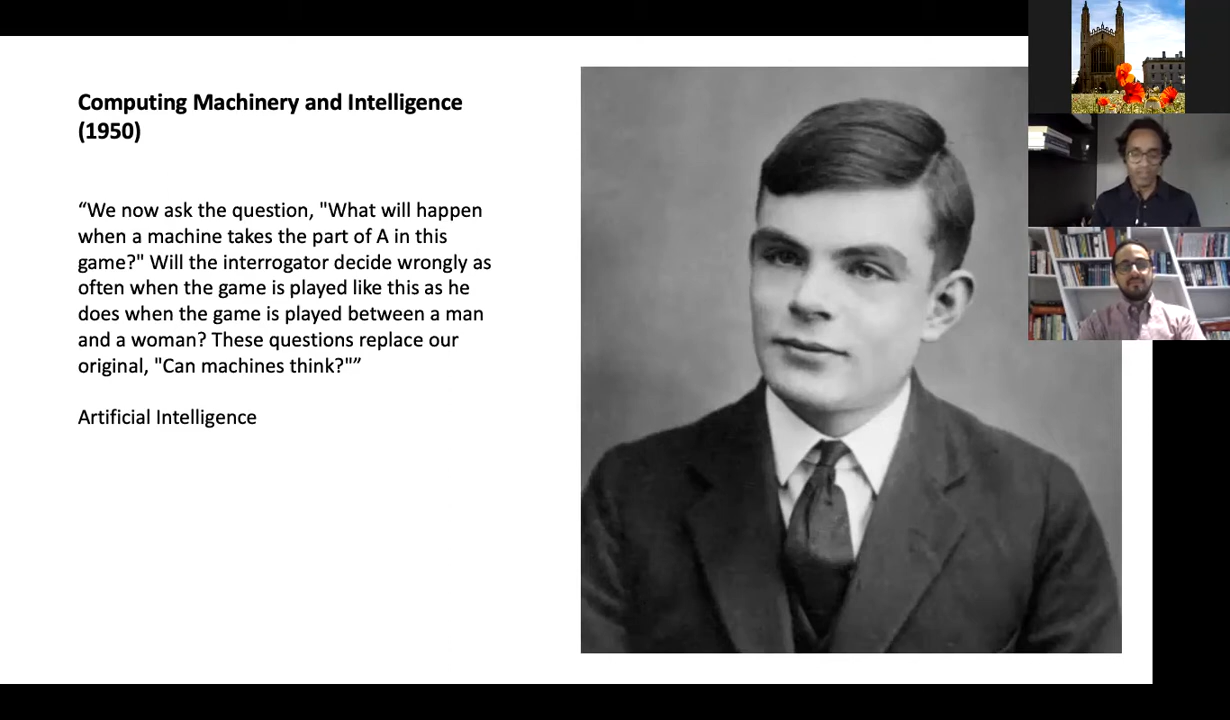 Computing Machinery and Intelligence
(1950)
“We now ask the question, "What will happen
when a machine takes the part of A in this
game?" Will the interrogator decide wrongly as
often when the game is played like this as he
does when the game is played between a man
and a woman? These questions replace our
original, "Can machines think?"”
Artificial Intelligence